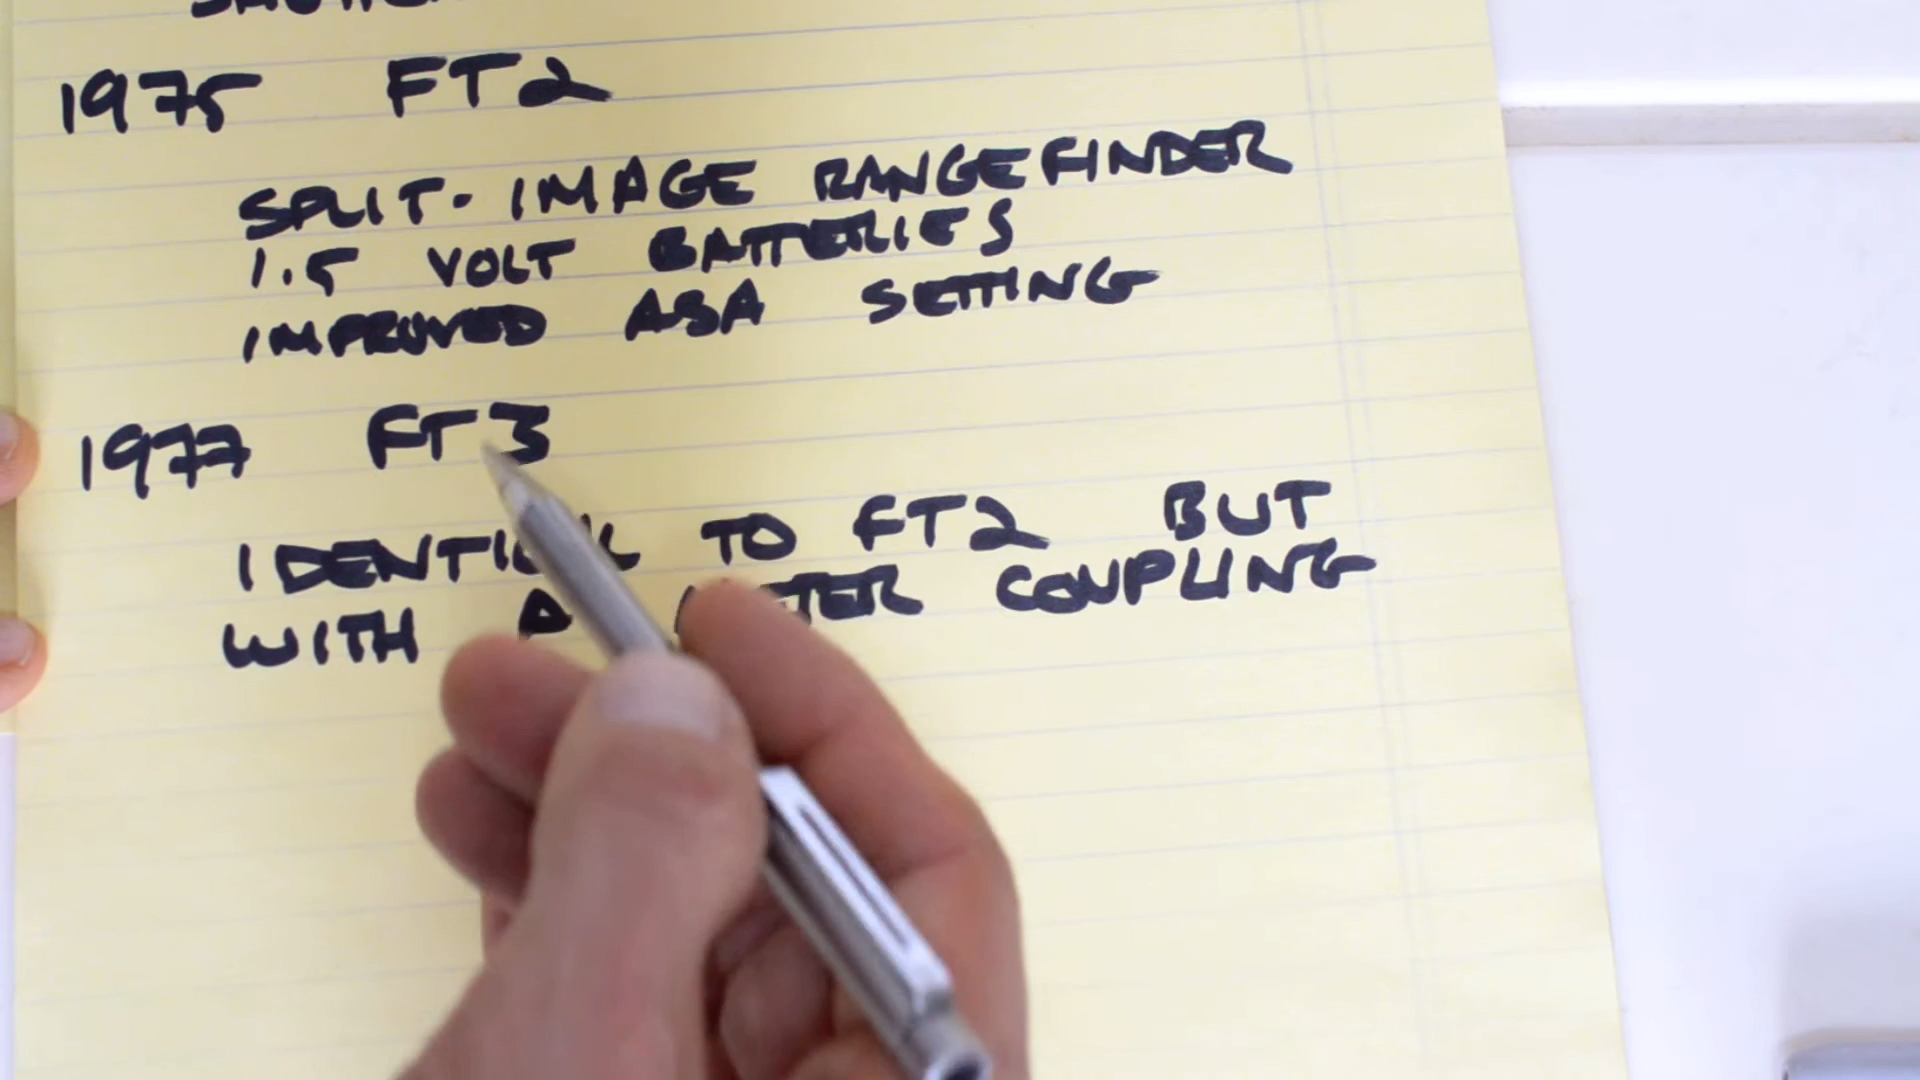 1975 FT2
SPLIT-IMAGE RANGEFINDER
1.5 VOLT BATTERIES
IMPROVED ASA SETTING
1977 FT3
TO FT2 BUT
WITH COUPLING